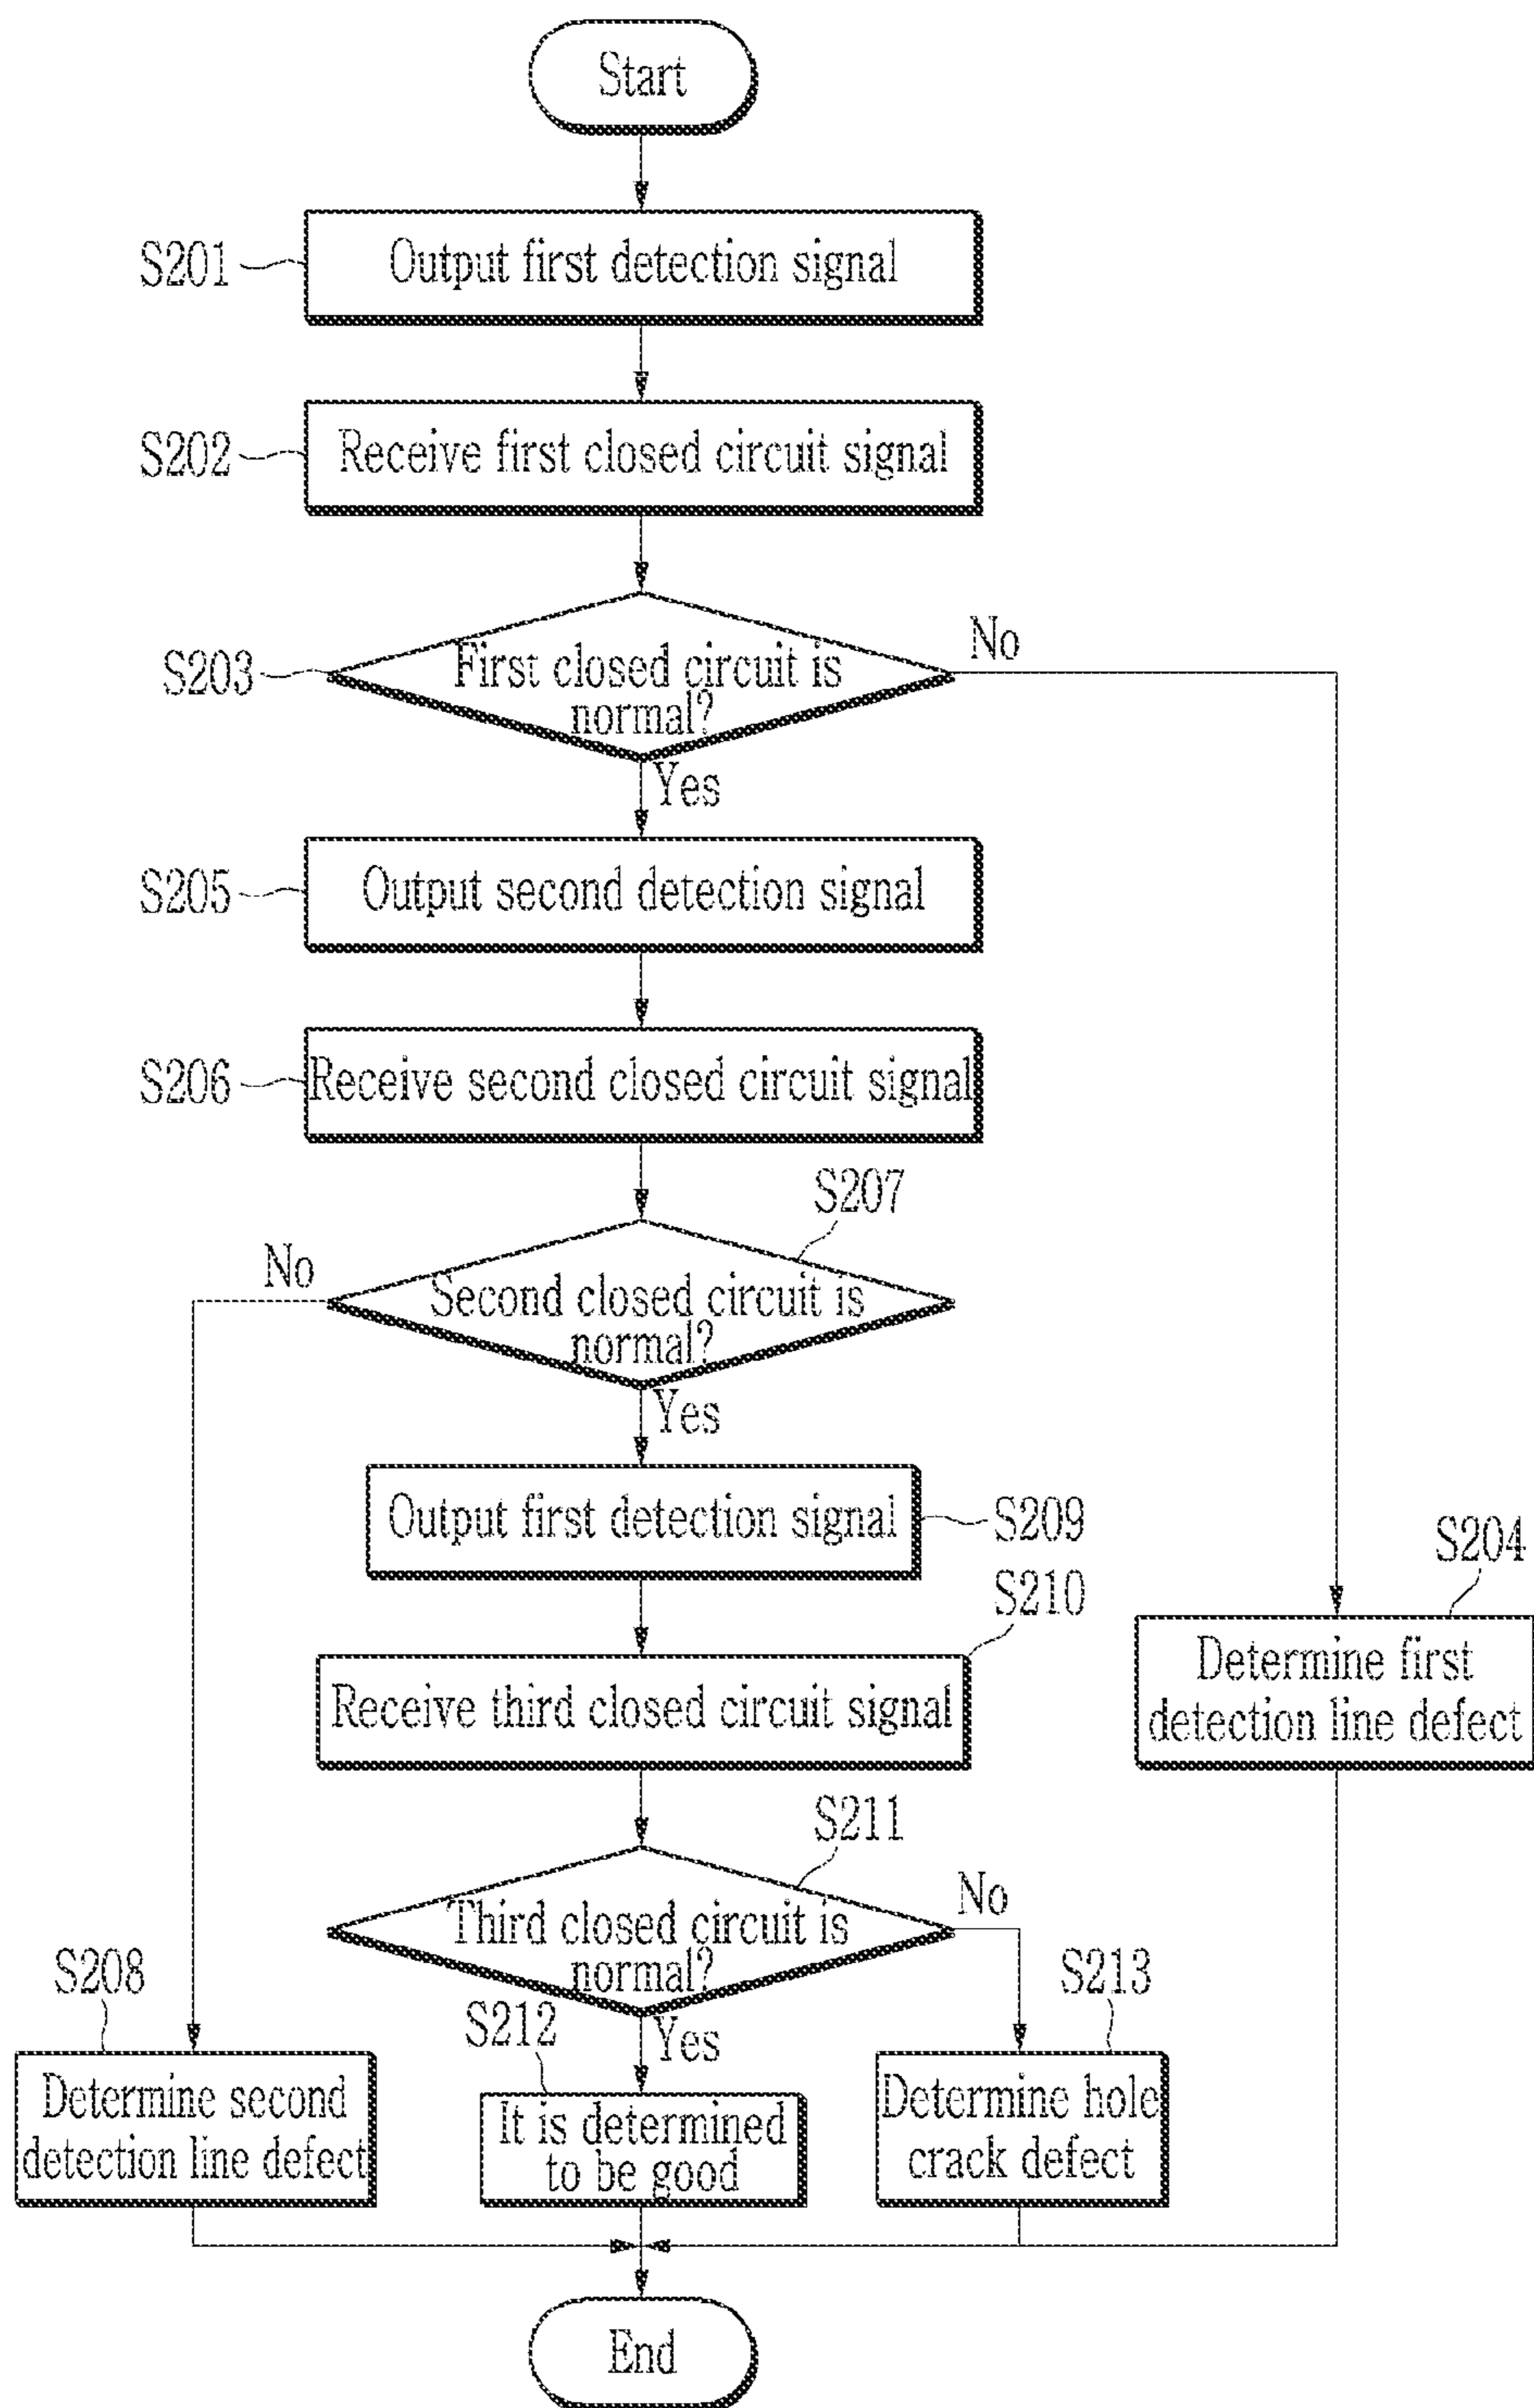 Start
S201
Output first detection signal
S202
Receive first closed circuit signal
S203
First closed circuit is
normal?
No
Yes
S205
Output second detection signal
S206
Receive second closed circuit signal
S207
No
Second closed circuit is
normal?
Yes
Output first detection signal
S209
S204
Determine first
detection line defect
S210
Receive third closed circuit signal
S211
Third closed circuit is
normal?
No
Yes
S208
Determine second
detection line defect
S212
It is determined
to be good
S213
Determine hole
crack defect
End